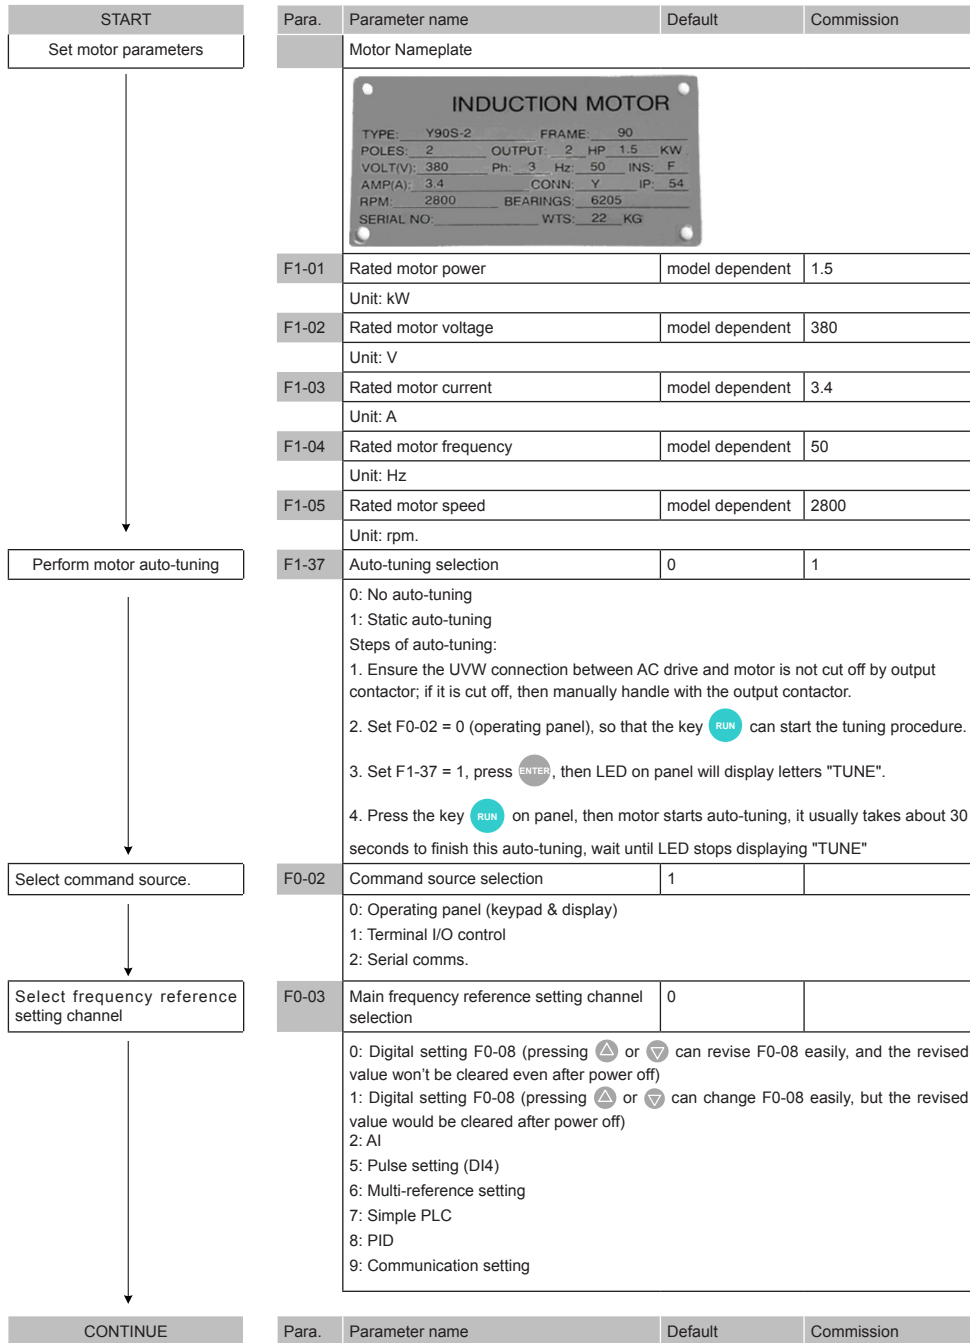 START
Para. Parameter name Default Commission
Set motor parameters
Motor Nameplate
INDUCTION MOTOR
TYPE: Y90S-2 FRAME: 90
POLES: 2 OUTPUT: 2 HP 1.5 KW
VOLT(V): 380 Ph: 3 Hz: 50 INS: F
AMP(A): 3.4 CONN: Y IP: 54
RPM: 2800 BEARINGS: 6205
SERIAL NO: WTS: 22 KG
F1-01 Rated motor power model dependent 1.5
Unit: kW
F1-02 Rated motor voltage model dependent 380
Unit: V
F1-03 Rated motor current model dependent 3.4
Unit: A
F1-04 Rated motor frequency model dependent 50
Unit: Hz
F1-05 Rated motor speed model dependent 2800
Unit: rpm.
Perform motor auto-tuning
F1-37 Auto-tuning selection 0 1
0: No auto-tuning
1: Static auto-tuning
Steps of auto-tuning:
1. Ensure the UVW connection between AC drive and motor is not cut off by output
contactor; if it is cut off, then manually handle with the output contactor.
2. Set F0-02 = 0 (operating panel), so that the key RUN can start the tuning procedure.
3. Set F1-37 = 1, press ENTER, then LED on panel will display letters "TUNE".
4. Press the key RUN on panel, then motor starts auto-tuning, it usually takes about 30
seconds to finish this auto-tuning, wait until LED stops displaying "TUNE"
Select command source.
F0-02 Command source selection 1
0: Operating panel (keypad & display)
1: Terminal I/O control
2: Serial comms.
Select frequency reference
setting channel
F0-03 Main frequency reference setting channel 0
selection
0: Digital setting F0-08 (pressing △ or ▽ can revise F0-08 easily, and the revised
value won't be cleared even after power off)
1: Digital setting F0-08 (pressing △ or ▽ can change F0-08 easily, but the revised
value would be cleared after power off)
2: AI
5: Pulse setting (DI4)
6: Multi-reference setting
7: Simple PLC
8: PID
9: Communication setting
CONTINUE
Para. Parameter name Default Commission